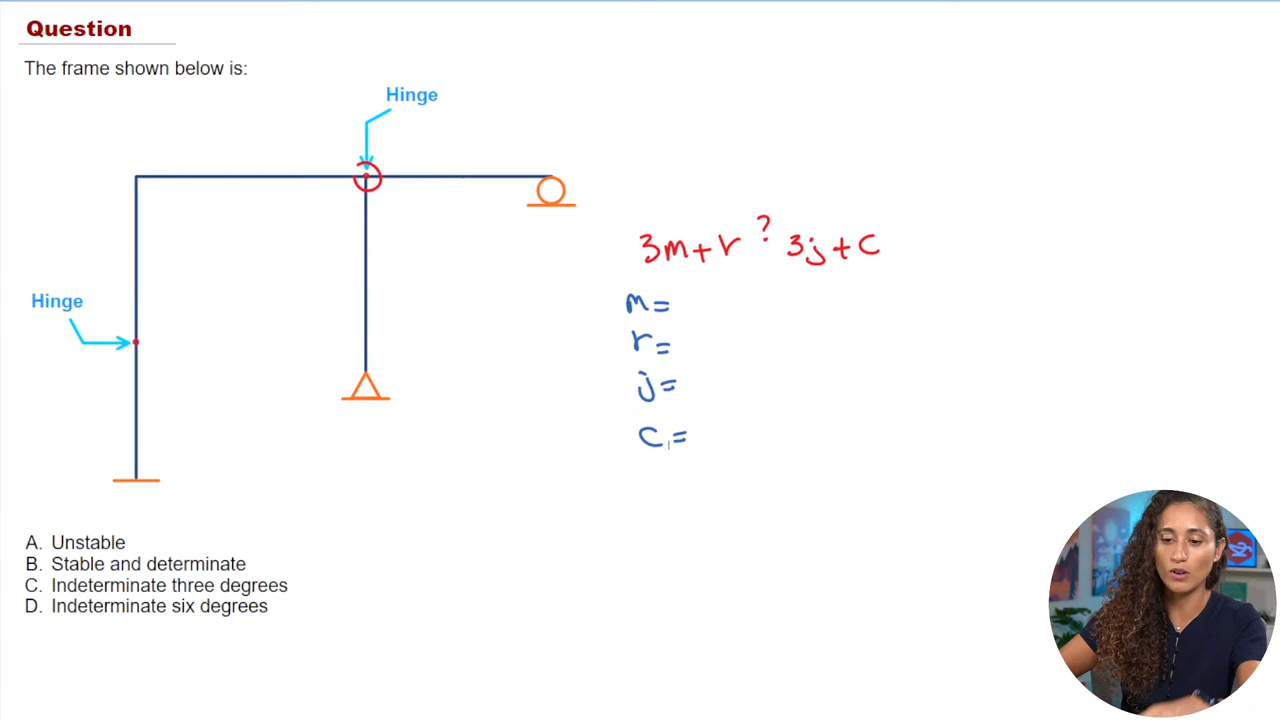 Question
The frame shown below is:
Hinge
Hinge
3m+r ? 3j+c
m=
r=
j=
c=
A. Unstable
B. Stable and determinate
C. Indeterminate three degrees
D. Indeterminate six degrees